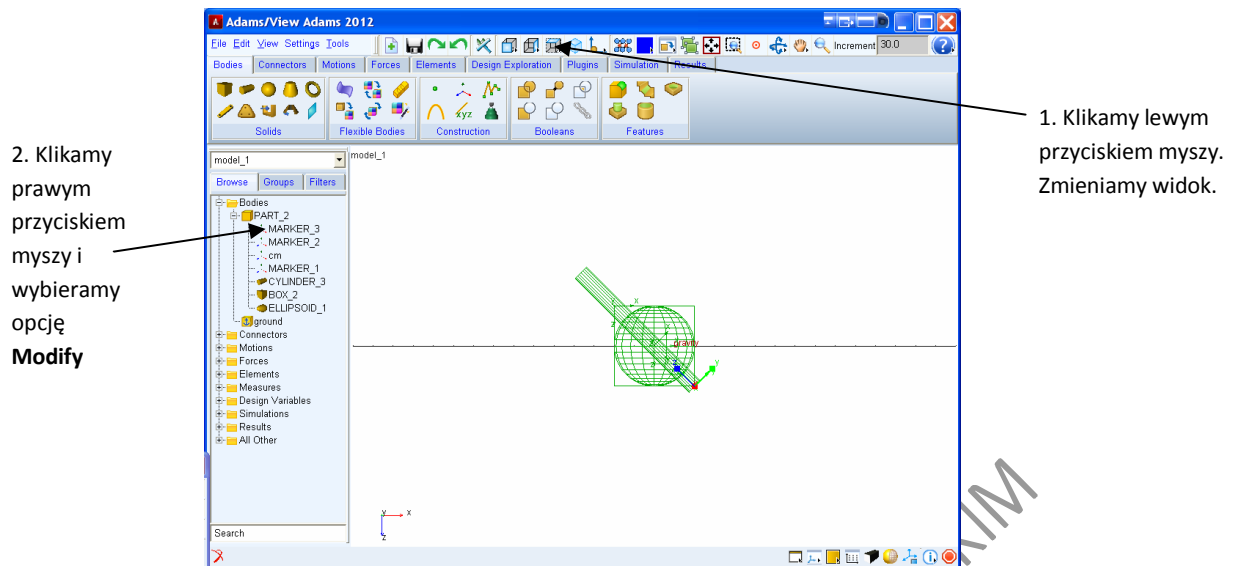 Adams/View Adams 2012
File Edit View Settings Tools
Increment 30.0
Bodies Connectors Motions Forces Elements Design Exploration Plugins Simulation Results
Solids Flexible Bodies Construction Booleans Features
1. Klikamy lewym
przyciskiem myszy.
Zmieniamy widok.
2. Klikamy
prawym
przyciskiem
myszy i
wybieramy
opcję
Modify
model_1
Browse Groups Filters
Bodies
PART_2
MARKER_3
MARKER_2
cm
MARKER_1
CYLINDER_3
BOX_2
ELLIPSOID_1
ground
Connectors
Motions
Forces
Elements
Measures
Design Variables
Simulations
Results
All Other
Search
model_1
gravity
y x
z
KIM